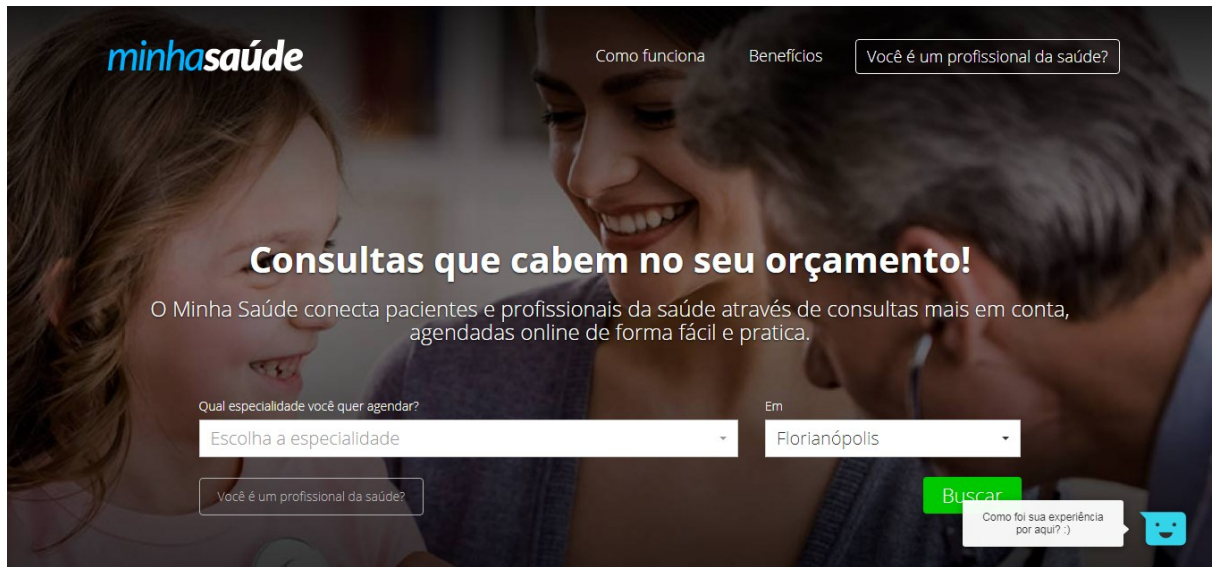 minhasaúde
Como funciona
Benefícios
Você é um profissional da saúde?
Consultas que cabem no seu orçamento!
O Minha Saúde conecta pacientes e profissionais da saúde através de consultas mais em conta,
agendadas online de forma fácil e pratica.
Qual especialidade você quer agendar?
Em
Escolha a especialidade
Florianópolis
Você é um profissional da saúde?
Buscar
Como foi sua experiência
por aqui? :)